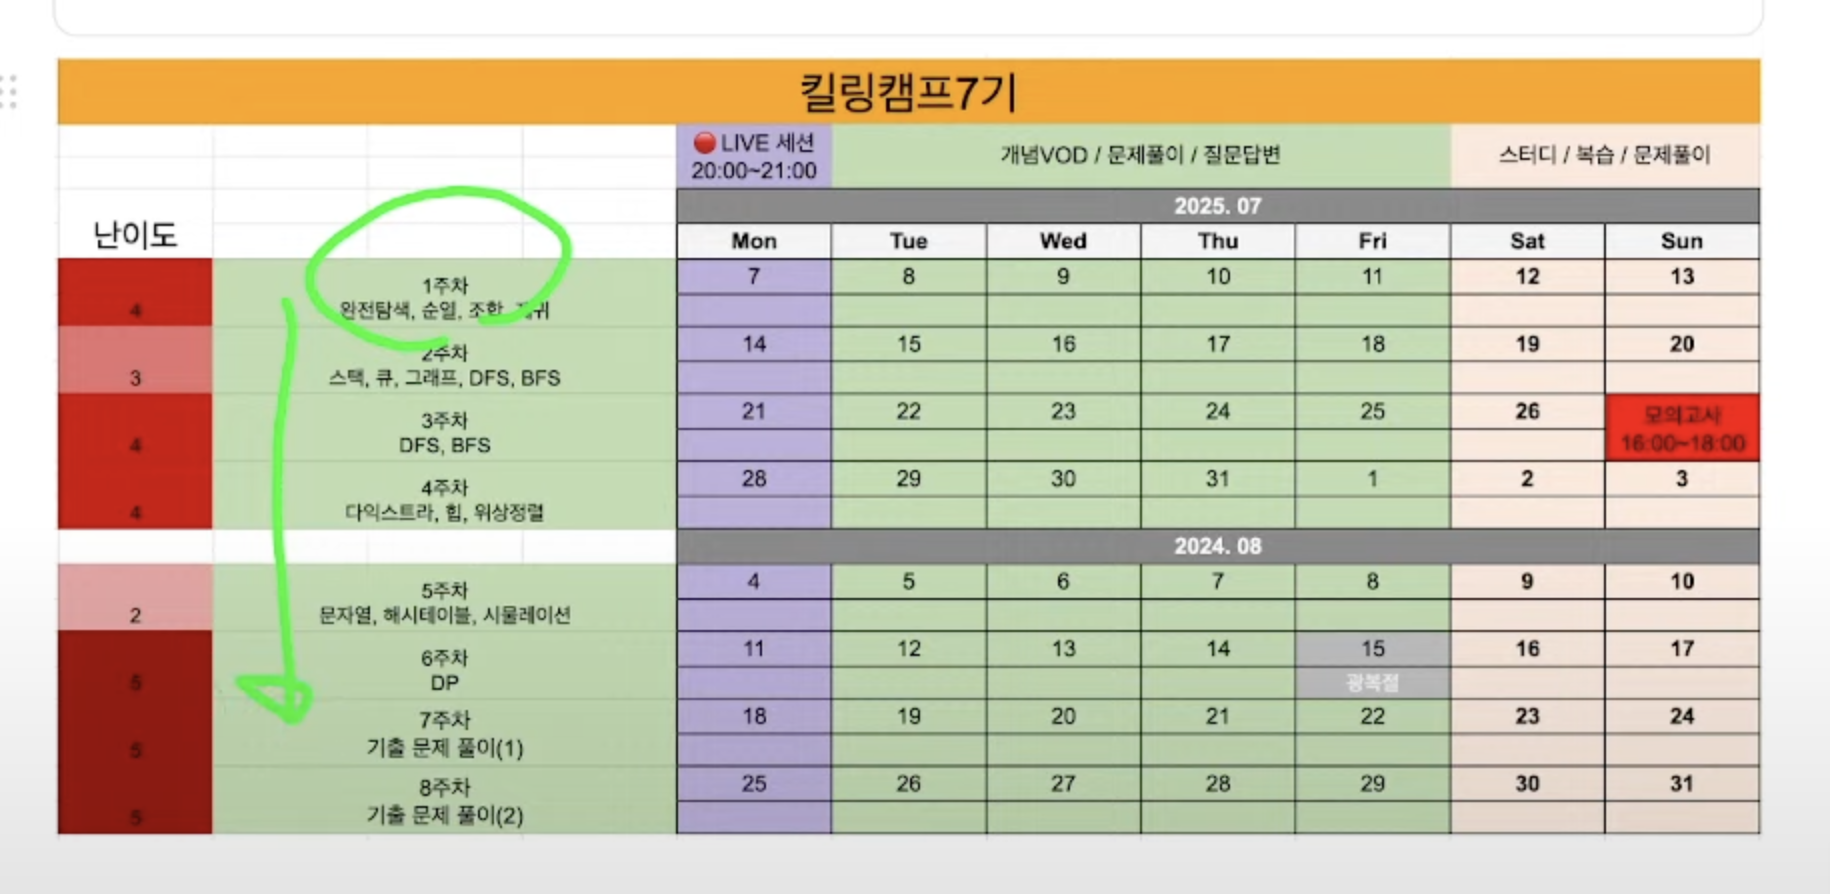 킬링캠프7기
LIVE 세션
20:00~21:00
개념VOD / 문제풀이 / 질문답변
스터디 / 복습 / 문제풀이
2025. 07
난이도
Mon Tue Wed Thu Fri Sat Sun
4
1주차
완전탐색, 순열, 조합, 재귀
7 8 9 10 11 12 13
3
2주차
스택, 큐, 그래프, DFS, BFS
14 15 16 17 18 19 20
4
3주차
DFS, BFS
21 22 23 24 25 26
모의고사
16:00~18:00
4
4주차
다익스트라, 힙, 위상정렬
28 29 30 31 1 2 3
2024. 08
2
5주차
문자열, 해시테이블, 시뮬레이션
4 5 6 7 8 9 10
5
6주차
DP
11 12 13 14 15 16 17
광복절
5
7주차
기출 문제 풀이(1)
18 19 20 21 22 23 24
5
8주차
기출 문제 풀이(2)
25 26 27 28 29 30 31